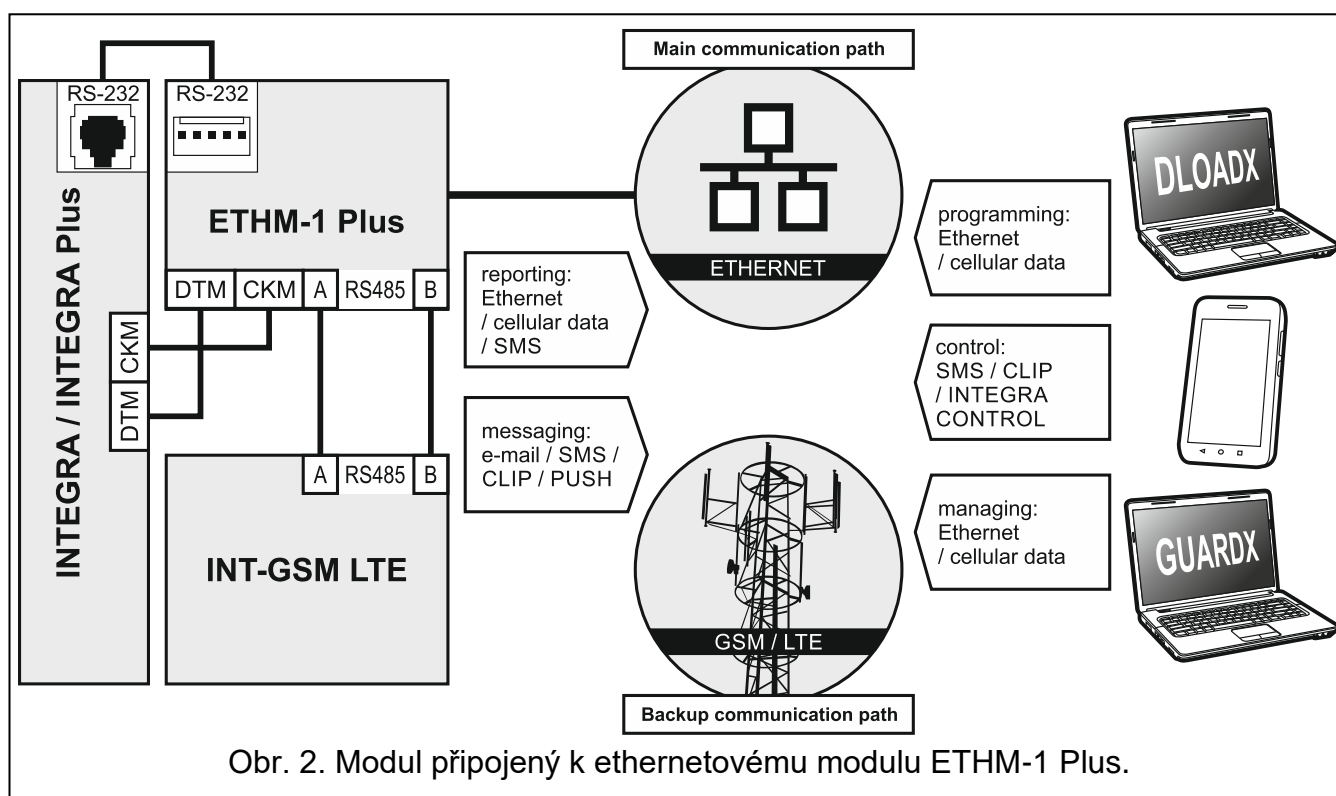 Main communication path
RS-232
RS-232
INTEGRA / INTEGRA Plus
ETHM-1 Plus
DTM
CKM
A
RS485
B
CKM
DTM
A
RS485
B
INT-GSM LTE
ETHERNET
reporting:
Ethernet
/ cellular data
/ SMS
messaging:
e-mail / SMS /
CLIP / PUSH
GSM / LTE
Backup communication path
programming:
Ethernet
/ cellular data
control:
SMS / CLIP
/ INTEGRA
CONTROL
managing:
Ethernet
/ cellular data
DLOADX
GUARDX
Obr. 2. Modul připojený k ethernetovému modulu ETHM-1 Plus.